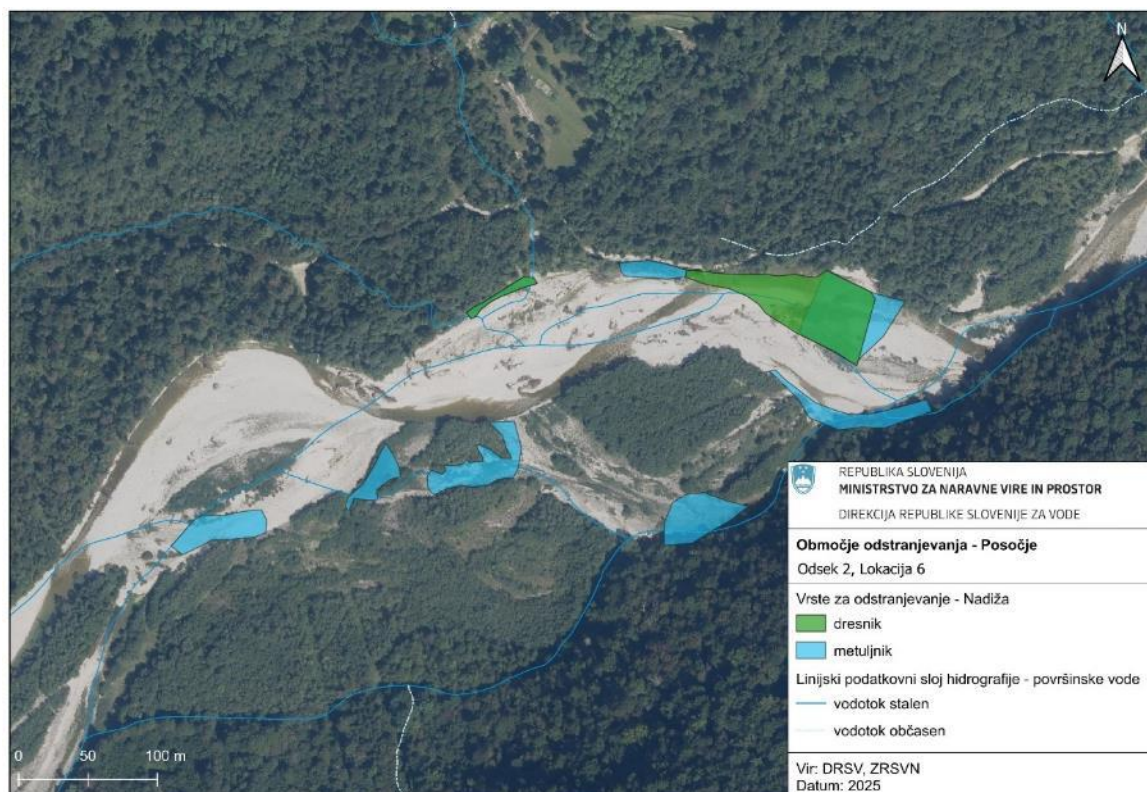 N
REPUBLIKA SLOVENIJA
MINISTRSTVO ZA NARAVNE VIRE IN PROSTOR
DIREKCIJA REPUBLIKE SLOVENIJE ZA VODE
Območje odstranjevanja - Posočje
Odsek 2, Lokacija 6
Vrste za odstranjevanje - Nadiža
dresnik
metuljnik
Linijski podatkovni sloj hidrografije - površinske vode
vodotok stalen
vodotok občasen
Vir: DRSV, ZRSVN
Datum: 2025
0 50 100 m